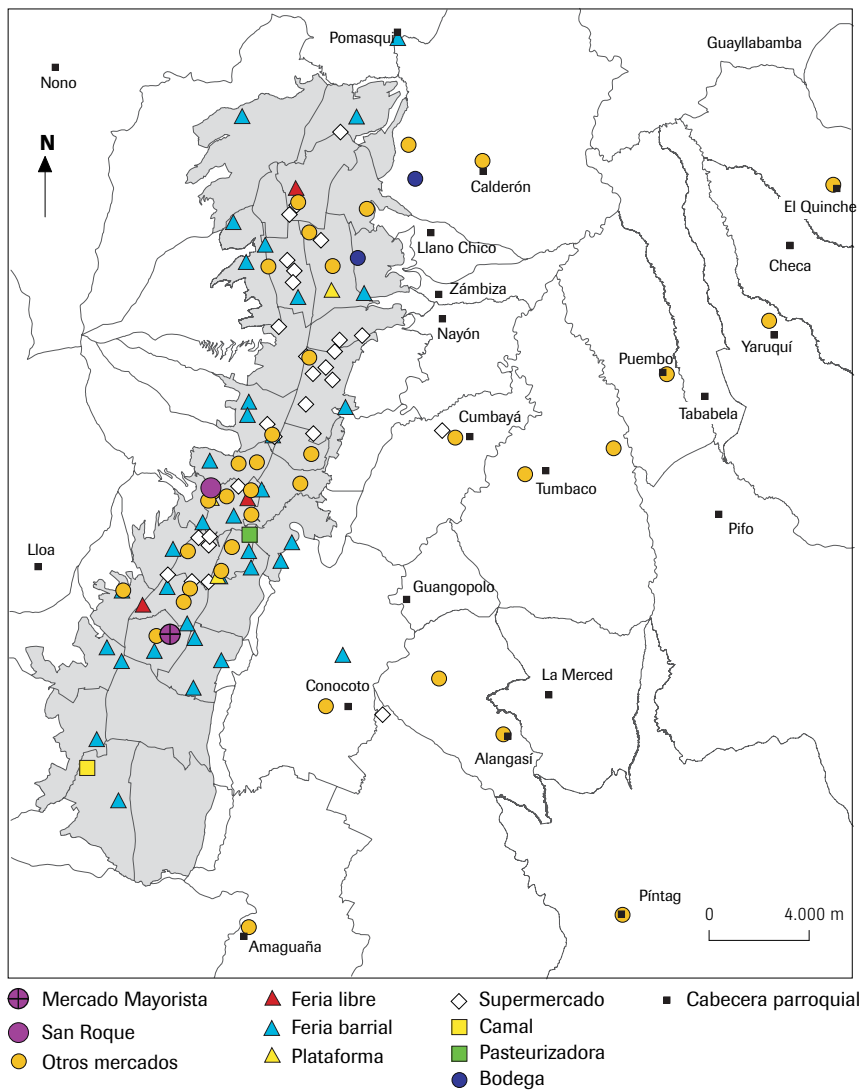 Pomasqui
Guayllabamba
Nono
N
Calderón
El Quinche
Llano Chico
Checa
Zámbiza
Nayón
Yaruquí
Puembo
Tababela
Cumbayá
Tumbaco
Pifo
Lloa
Guangopolo
La Merced
Conocoto
Alangasí
Píntag
0 4.000 m
Amaguaña
Mercado Mayorista
San Roque
Otros mercados
Feria libre
Feria barrial
Plataforma
Supermercado
Camal
Pasteurizadora
Bodega
Cabecera parroquial